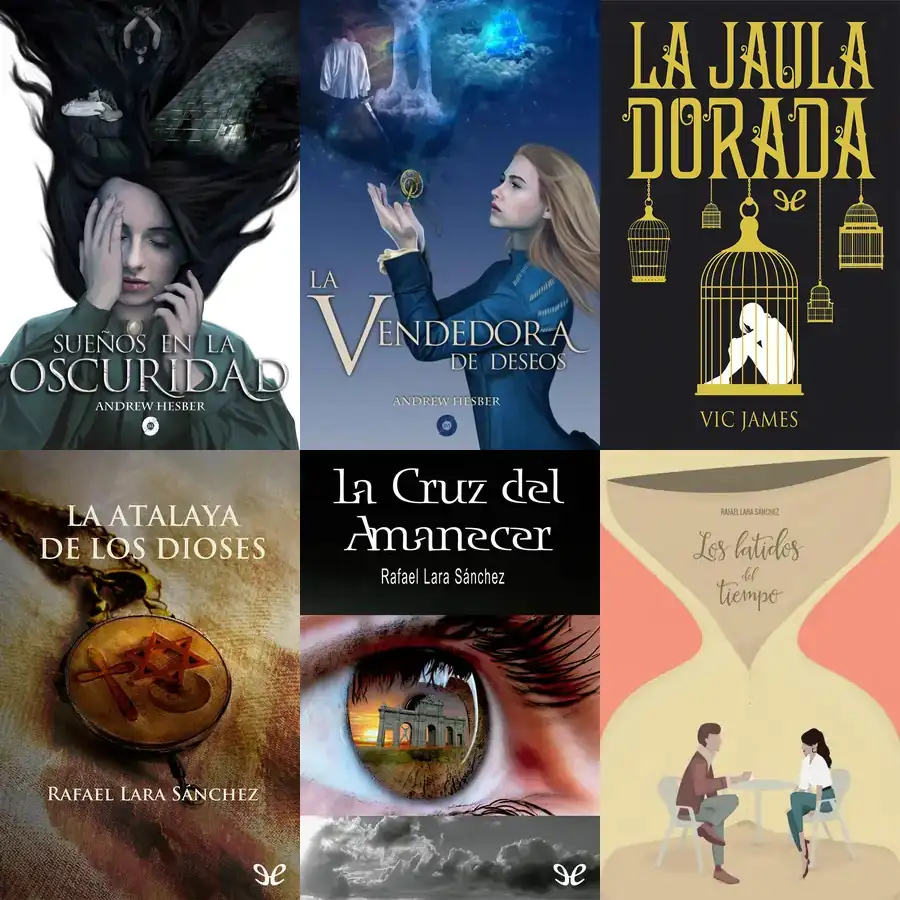 SUEÑOS EN LA
OSCURIDAD
ANDREW HESBER
LA
VENDEDORA
DE DESEOS
ANDREW HESBER
LA JAULA
DORADA
VIC JAMES
LA ATALAYA
DE LOS DIOSES
RAFAEL LARA SÁNCHEZ
La Cruz del
Amanecer
Rafael Lara Sánchez
RAFAEL LARA SÁNCHEZ
Los latidos
del
tiempo